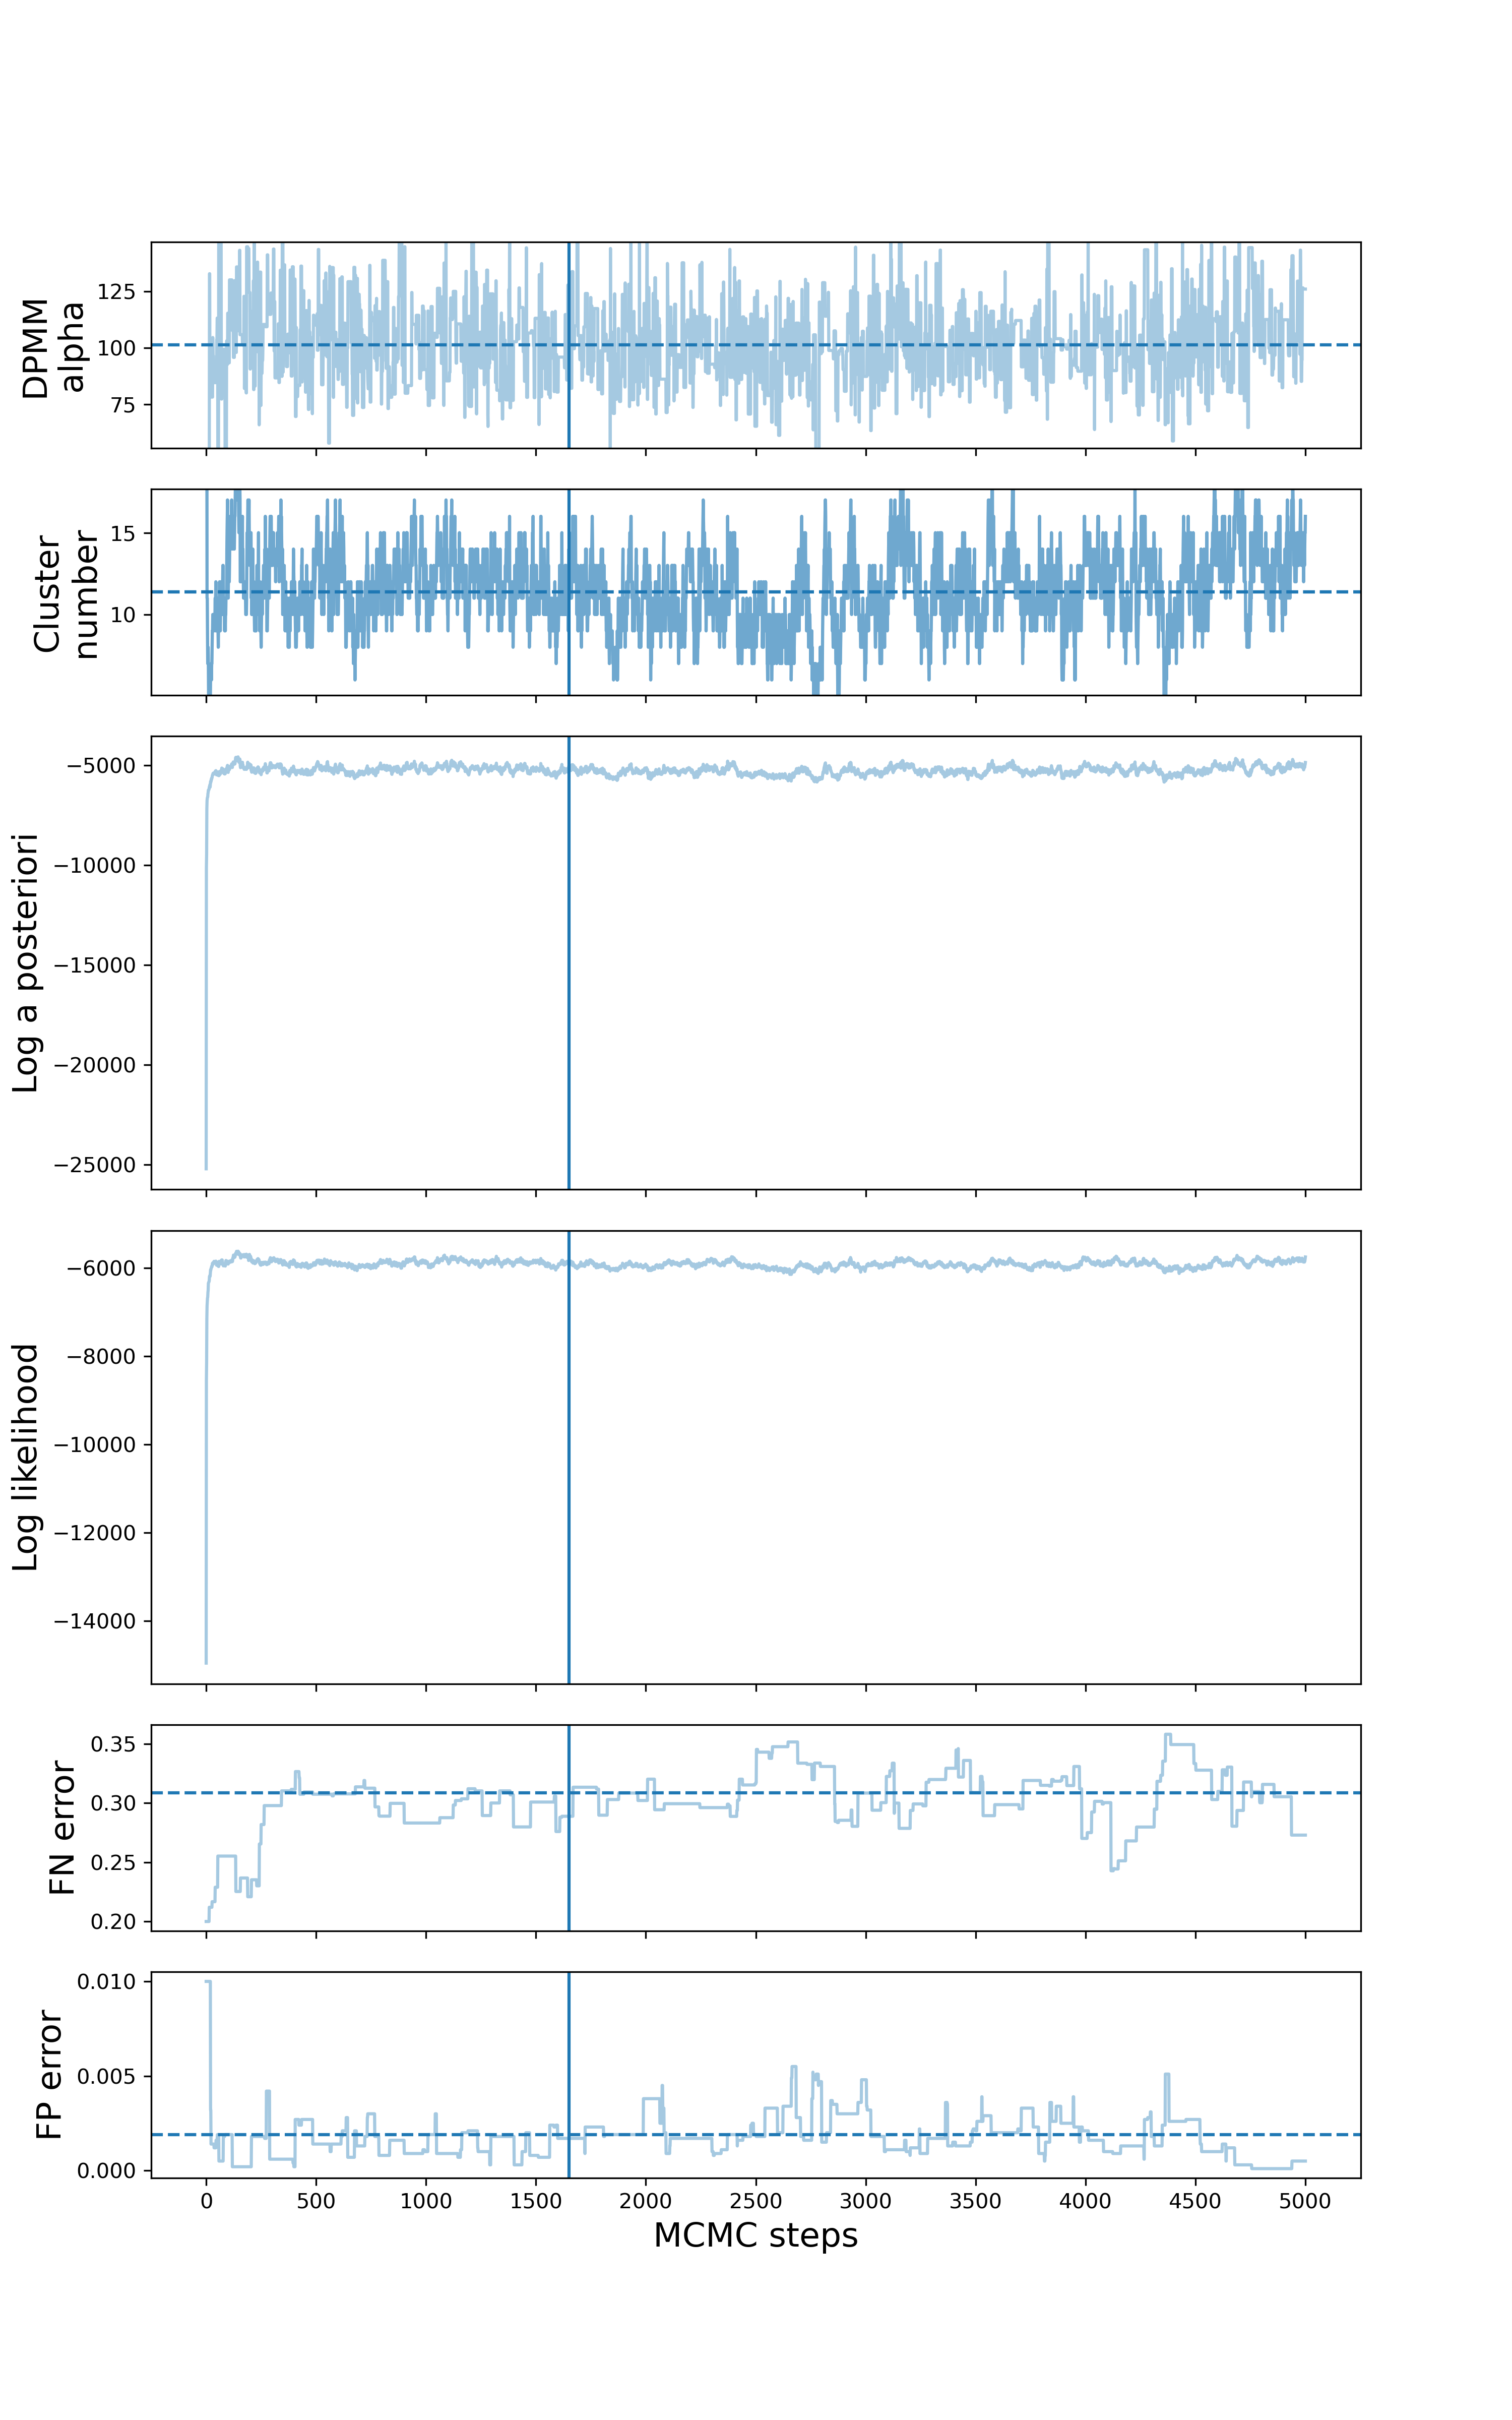 DPMM
alpha
125
100
75
Cluster
number
15
10
Log a posteriori
−5000
−10000
−15000
−20000
−25000
Log likelihood
−6000
−8000
−10000
−12000
−14000
FN error
0.35
0.30
0.25
0.20
FP error
0.010
0.005
0.000
0 500 1000 1500 2000 2500 3000 3500 4000 4500 5000
MCMC steps